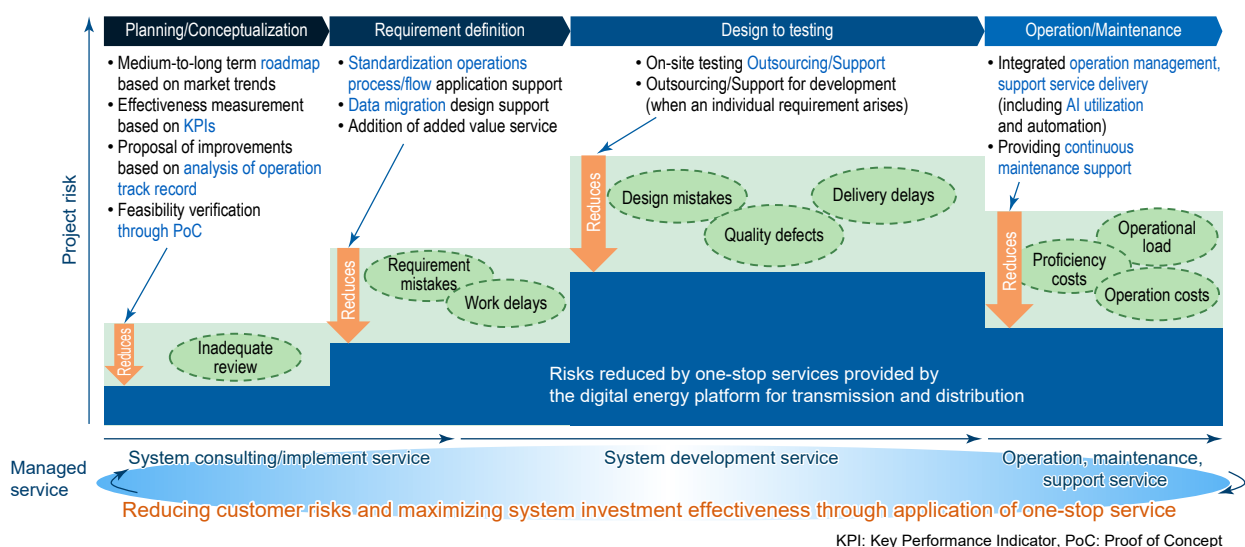 Planning/Conceptualization
Requirement definition
Design to testing
Operation/Maintenance
• Medium-to-long term roadmap
based on market trends
• Effectiveness measurement
based on KPIs
• Proposal of improvements
based on analysis of operation
track record
• Feasibility verification
through PoC
• Standardization operations
process/flow application support
• Data migration design support
• Addition of added value service
• On-site testing Outsourcing/Support
• Outsourcing/Support for development
(when an individual requirement arises)
• Integrated operation management,
support service delivery
(including AI utilization
and automation)
• Providing continuous
maintenance support
Project risk
Reduces
Inadequate
review
Reduces
Requirement
mistakes
Work delays
Reduces
Design mistakes
Quality defects
Delivery delays
Reduces
Operational
load
Proficiency
costs
Operation costs
Risks reduced by one-stop services provided by
the digital energy platform for transmission and distribution
Managed
service
System consulting/implement service
System development service
Operation, maintenance,
support service
Reducing customer risks and maximizing system investment effectiveness through application of one-stop service
KPI: Key Performance Indicator, PoC: Proof of Concept